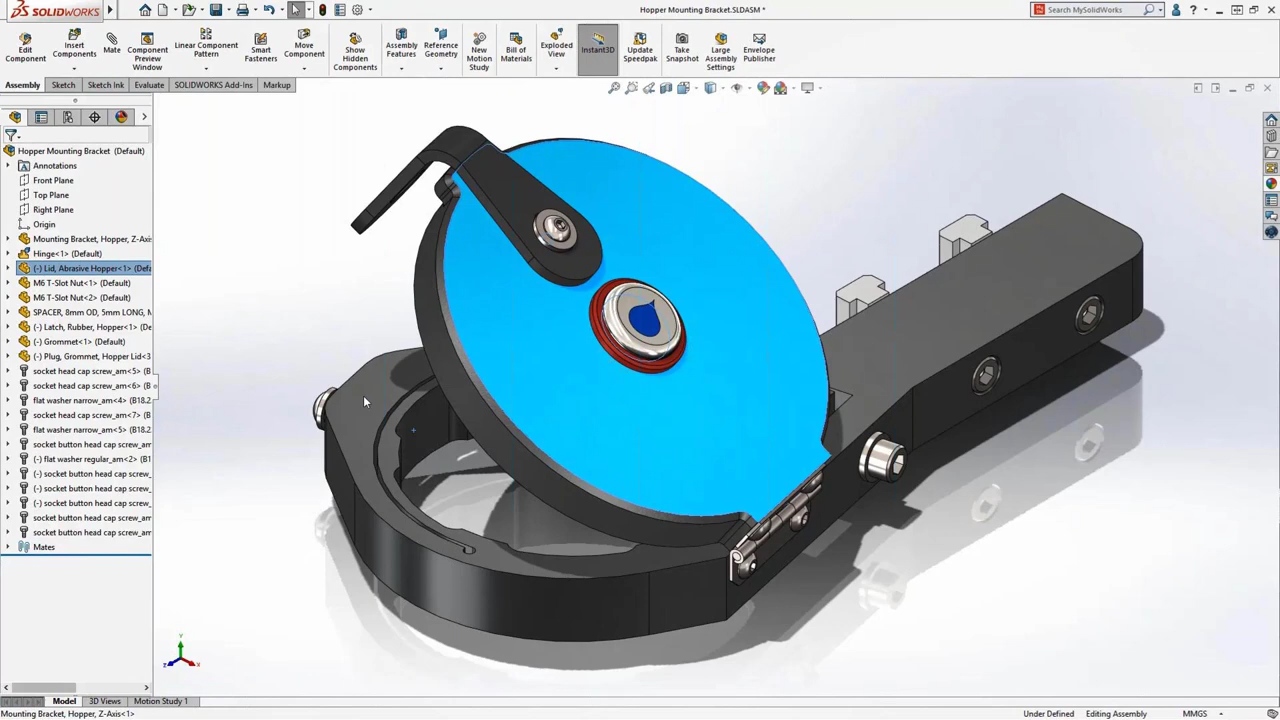 SOLIDWORKS
Hopper Mounting Bracket.SLDASM *
Search MySolidWorks
Edit Component
Insert Components
Mate
Component Preview Window
Linear Component Pattern
Smart Fasteners
Move Component
Show Hidden Components
Assembly Features
Reference Geometry
New Motion Study
Bill of Materials
Exploded View
Instant3D
Update Speedpak
Take Snapshot
Large Assembly Settings
Envelope Publisher
Assembly
Sketch
Sketch Ink
Evaluate
SOLIDWORKS Add-Ins
Markup
Hopper Mounting Bracket (Default)
Annotations
Front Plane
Top Plane
Right Plane
Origin
Mounting Bracket, Hopper, Z-Axis
Hinge<1> (Default)
(-) Lid, Abrasive Hopper<1> (Defa
M6 T-Slot Nut<1> (Default)
M6 T-Slot Nut<2> (Default)
SPACER, 8mm OD, 5mm LONG, M
(-) Latch, Rubber, Hopper<1> (Def
(-) Grommet<1> (Default)
(-) Plug, Grommet, Hopper Lid<3
socket head cap screw_am<5> (B
socket head cap screw_am<6> (B
flat washer narrow_am<4> (B18.2
socket head cap screw_am<7> (B
flat washer narrow_am<5> (B18.2
socket button head cap screw_am
(-) flat washer regular_am<2> (B1
(-) socket button head cap screw_
(-) socket button head cap screw_
(-) socket button head cap screw_
socket button head cap screw_am
socket button head cap screw_am
Mates
Y
Z
X
Model
3D Views
Motion Study 1
Mounting Bracket, Hopper, Z-Axis<1>
Under Defined
Editing Assembly
MMGS